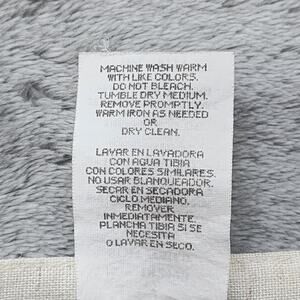 MACHINE WASH WARM
WITH LIKE COLORS.
DO NOT BLEACH.
TUMBLE DRY MEDIUM.
REMOVE PROMPTLY.
WARM IRON AS NEEDED
OR
DRY CLEAN.
LAVAR EN LAVADORA
CON AGUA TIBIA
CON COLORES SIMILARES.
NO USAR BLANQUEADOR.
SECAR EN SECADORA
CICLO MEDIANO.
REMOVER
INMEDIATAMENTE.
PLANCHA TIBIA SI SE
NECESITA
O LAVAR EN SECO.